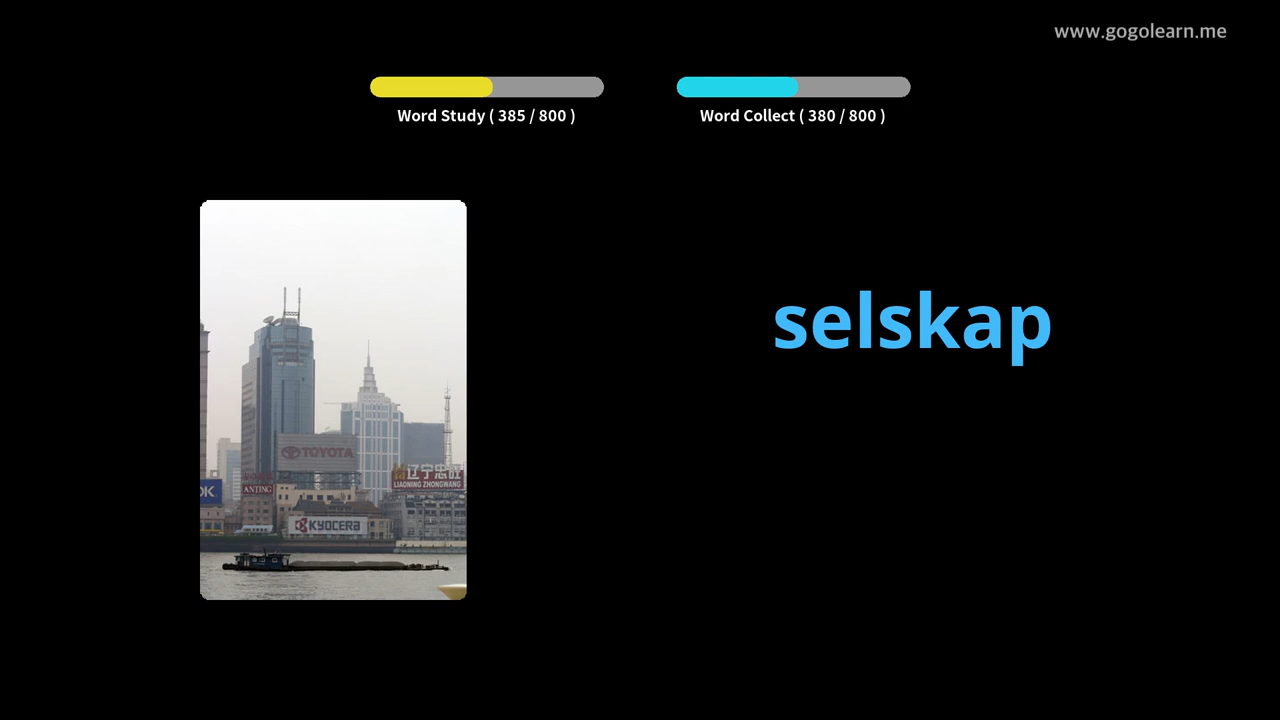 www.gogolearn.me
Word Study ( 385 / 800 )
Word Collect ( 380 / 800 )
selskap
TOYOTA
辽宁忠旺
LIAONING ZHONGWANG
ANTING
OK
KYOCERA